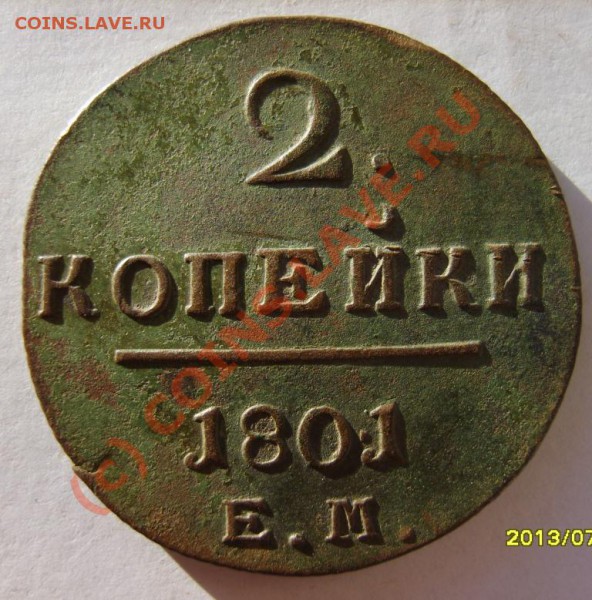 COINS.LAVE.RU
2.
КОПЕЙКИ
1801
Е.М.
(c) COINS.LAVE.RU
2013/07